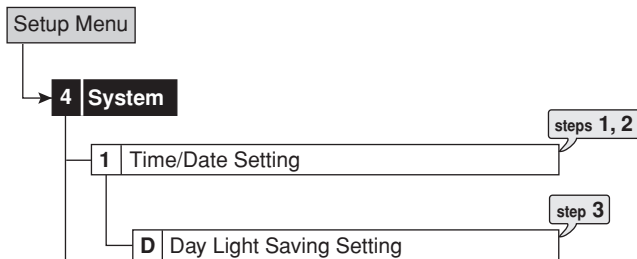 Setup Menu
4 System
steps 1, 2
1 Time/Date Setting
step 3
D Day Light Saving Setting